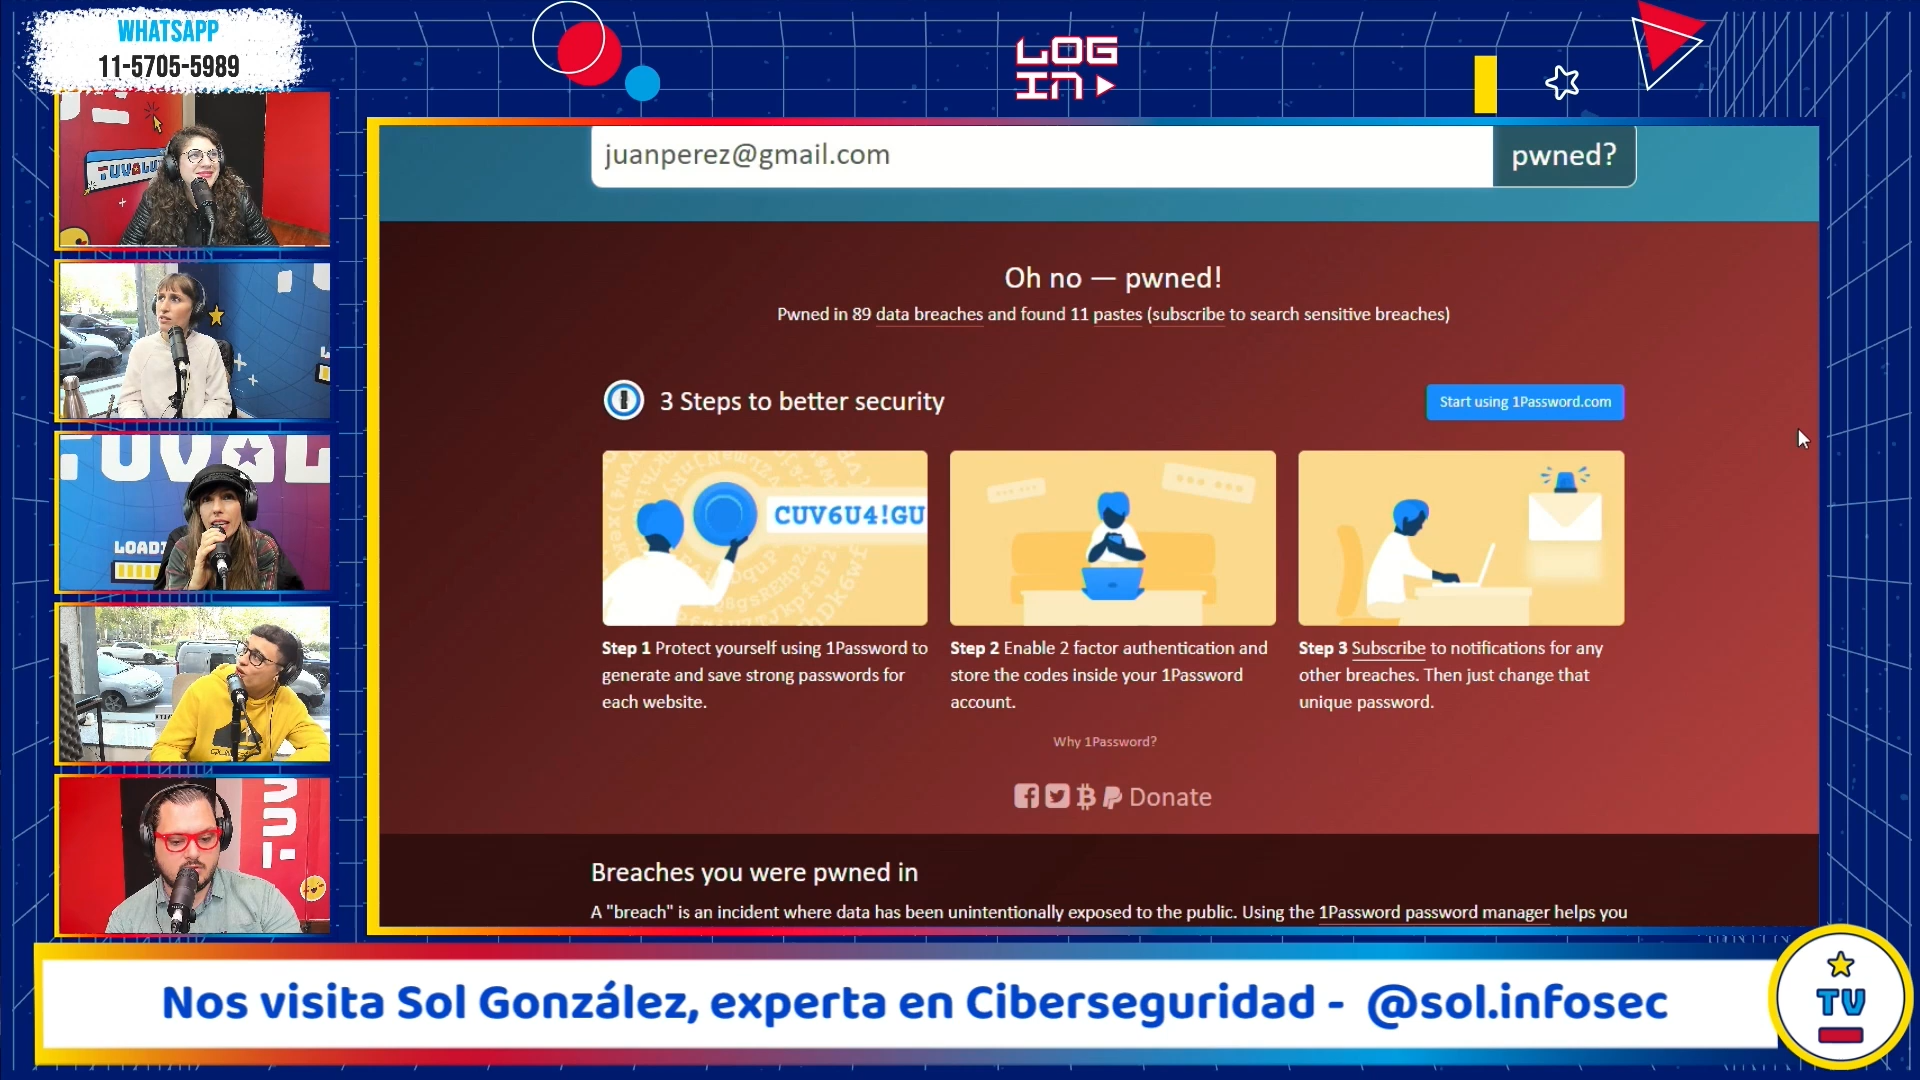 WHATSAPP
11-5705-5989
LOG
IN
TUVALU
TUVAL
LOADI
TUV
juanperez@gmail.com
pwned?
Oh no — pwned!
Pwned in 89 data breaches and found 11 pastes (subscribe to search sensitive breaches)
3 Steps to better security
Start using 1Password.com
CUV6U4!GU
Step 1 Protect yourself using 1Password to
generate and save strong passwords for
each website.
Step 2 Enable 2 factor authentication and
store the codes inside your 1Password
account.
Step 3 Subscribe to notifications for any
other breaches. Then just change that
unique password.
Why 1Password?
Donate
Breaches you were pwned in
A "breach" is an incident where data has been unintentionally exposed to the public. Using the 1Password password manager helps you
Nos visita Sol González, experta en Ciberseguridad - @sol.infosec
TV